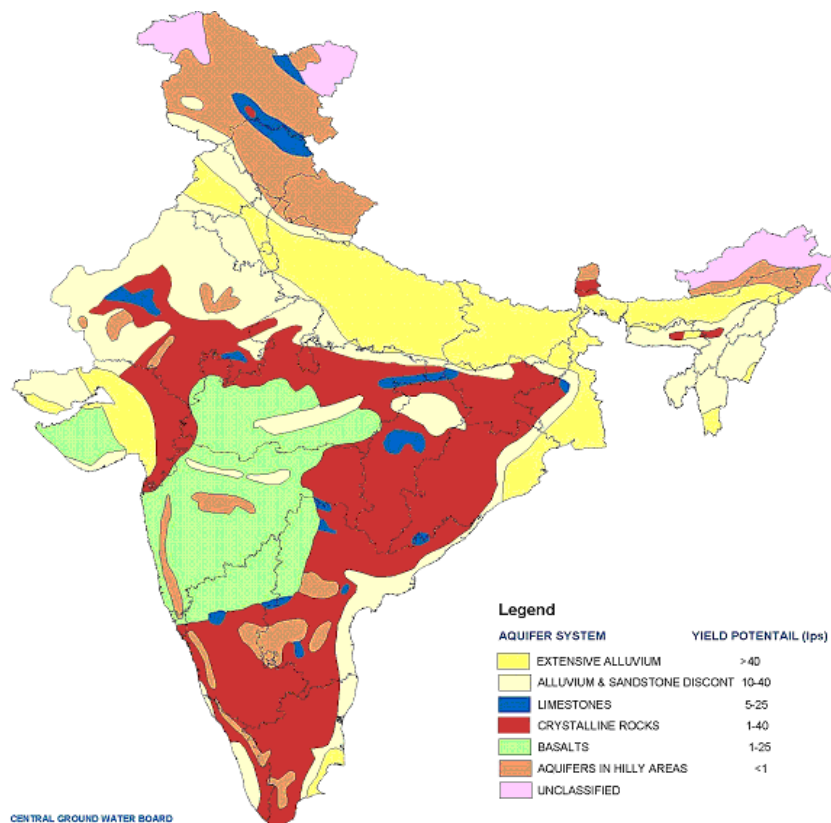 Legend
AQUIFER SYSTEM YIELD POTENTAIL (lps)
EXTENSIVE ALLUVIUM >40
ALLUVIUM & SANDSTONE DISCONT 10-40
LIMESTONES 5-25
CRYSTALLINE ROCKS 1-40
BASALTS 1-25
AQUIFERS IN HILLY AREAS <1
UNCLASSIFIED
CENTRAL GROUND WATER BOARD